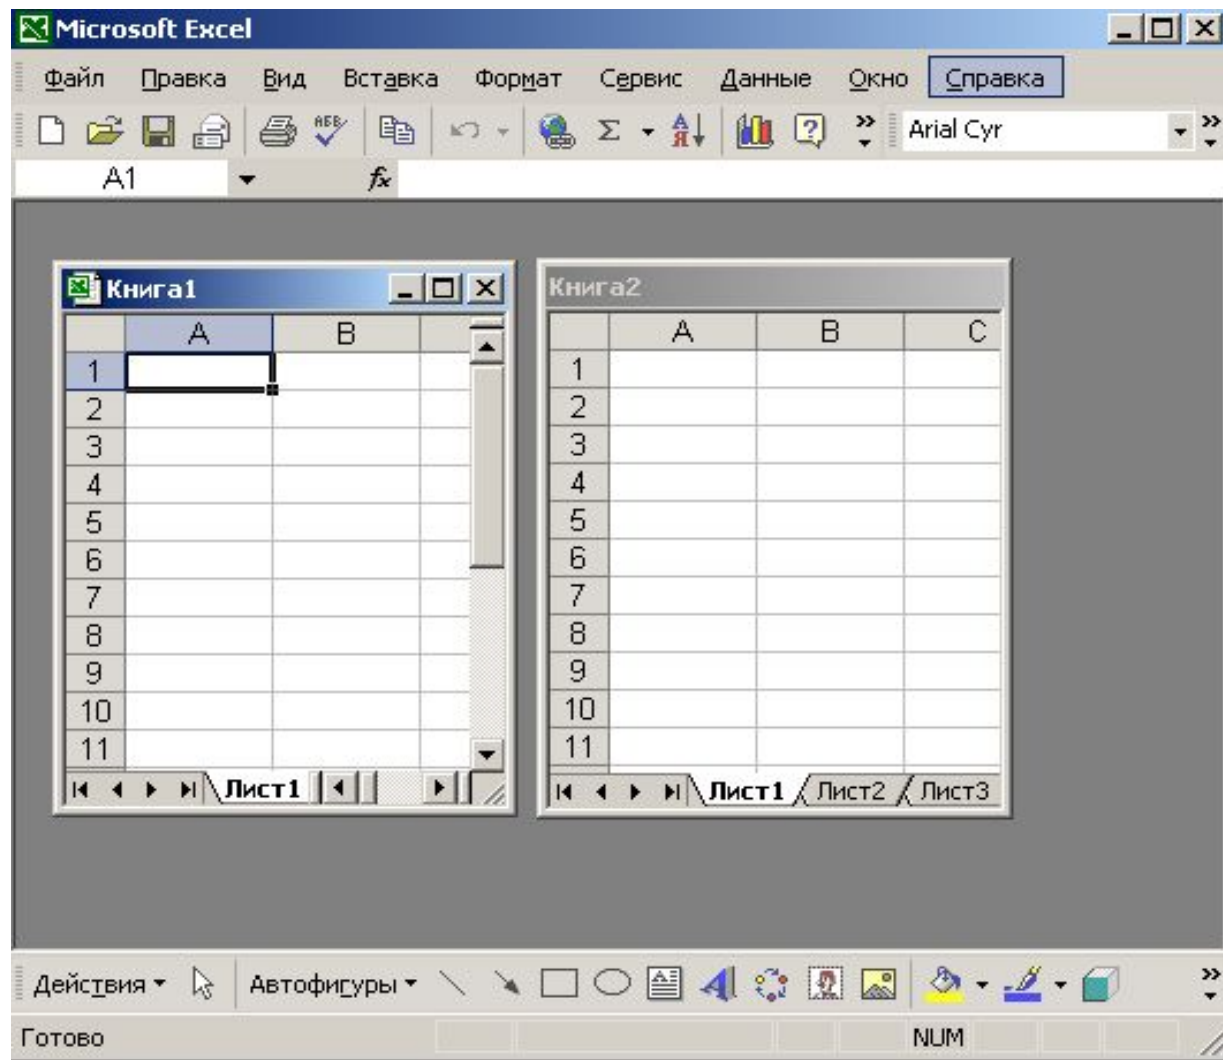 Microsoft Excel
Файл Правка Вид Вставка Формат Сервис Данные Окно Справка
ABC Σ А Я ? » Arial Cyr »
A1 fx
Книга1
A B
1
2
3
4
5
6
7
8
9
10
11
Лист1
Книга2
A B C
1
2
3
4
5
6
7
8
9
10
11
Лист1 Лист2 Лист3
Действия Автофигуры A A »
Готово NUM